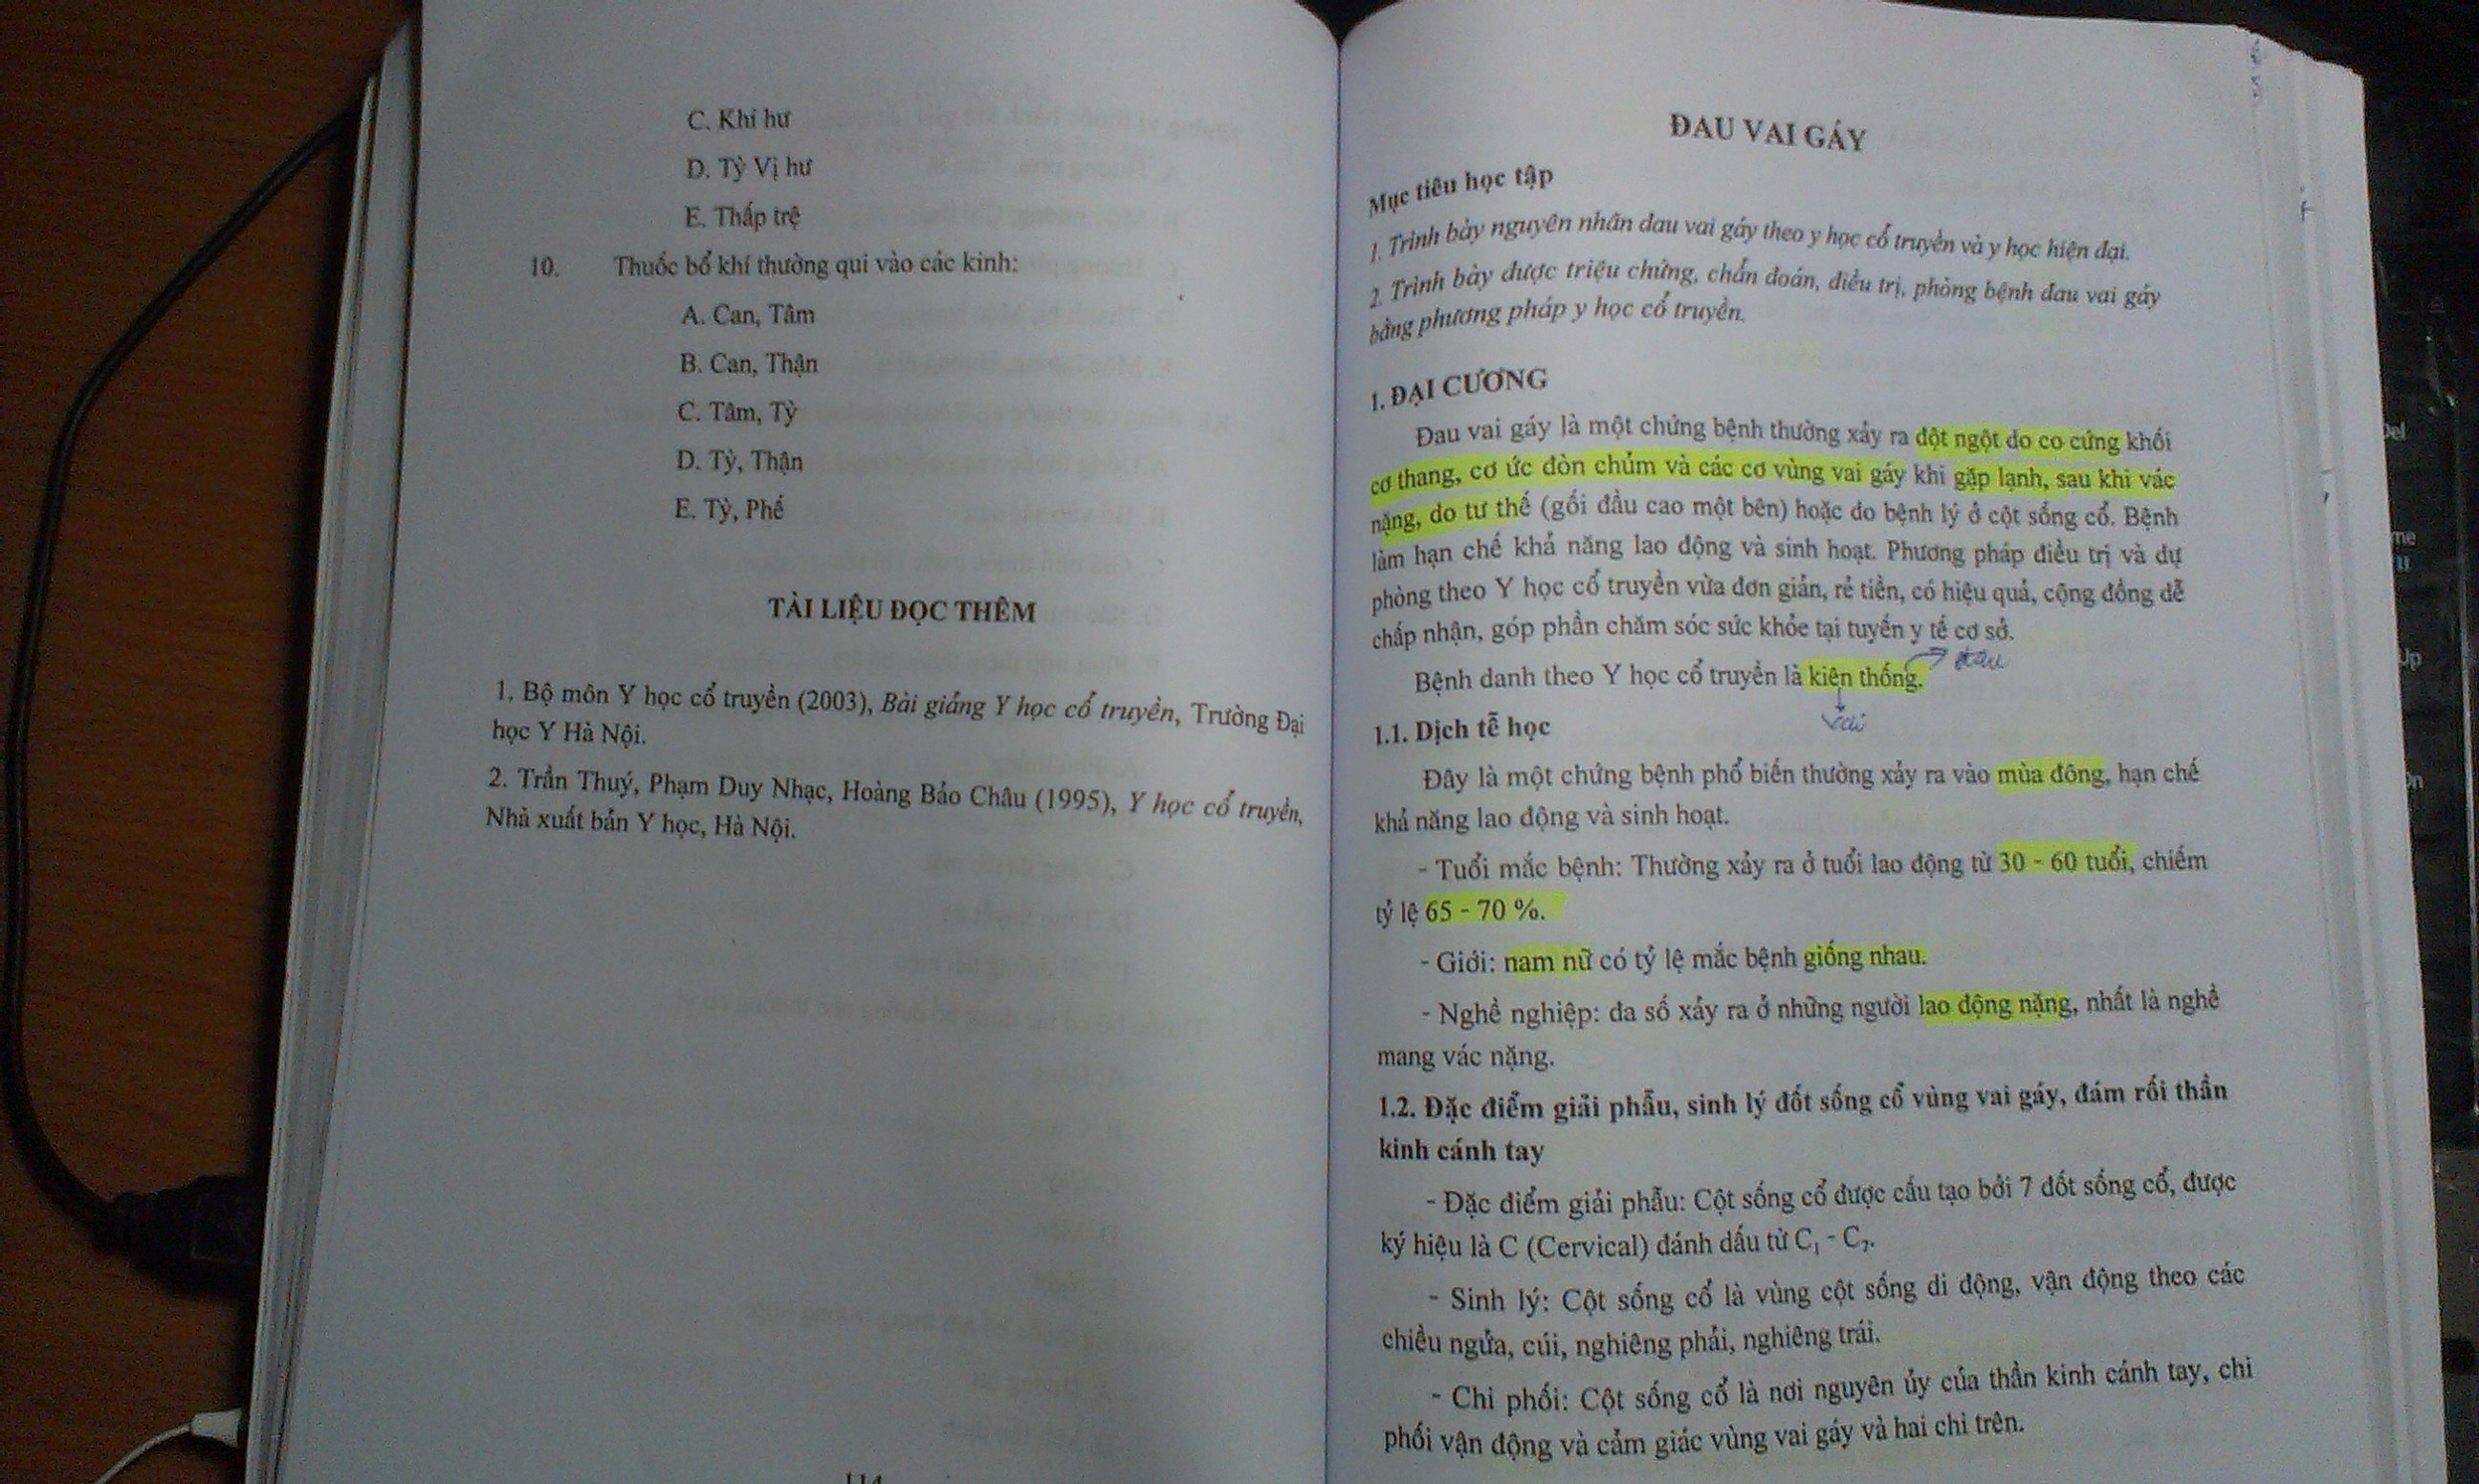 C. Khí hư
D. Tỳ Vị hư
E. Thấp trệ
10. Thuốc bổ khí thường qui vào các kinh:
A. Can, Tâm
B. Can, Thận
C. Tâm, Tỳ
D. Tỳ, Thận
E. Tỳ, Phế
TÀI LIỆU ĐỌC THÊM
1. Bộ môn Y học cổ truyền (2003), Bài giảng Y học cổ truyền, Trường Đại
học Y Hà Nội.
2. Trần Thuý, Phạm Duy Nhạc, Hoàng Bảo Châu (1995), Y học cổ truyền,
Nhà xuất bản Y học, Hà Nội.
114
ĐAU VAI GÁY
Mục tiêu học tập
1. Trình bày nguyên nhân đau vai gáy theo y học cổ truyền và y học hiện đại.
2. Trình bày được triệu chứng, chẩn đoán, điều trị, phòng bệnh đau vai gáy
bằng phương pháp y học cổ truyền.
1. ĐẠI CƯƠNG
Đau vai gáy là một chứng bệnh thường xảy ra đột ngột do co cứng khối
cơ thang, cơ ức đòn chũm và các cơ vùng vai gáy khi gặp lạnh, sau khi vác
nặng, do tư thế (gối đầu cao một bên) hoặc do bệnh lý ở cột sống cổ. Bệnh
làm hạn chế khả năng lao động và sinh hoạt. Phương pháp điều trị và dự
phòng theo Y học cổ truyền vừa đơn giản, rẻ tiền, có hiệu quả, cộng đồng dễ
chấp nhận, góp phần chăm sóc sức khỏe tại tuyến y tế cơ sở.
Bệnh danh theo Y học cổ truyền là kiên thống.
đau
vai
1.1. Dịch tễ học
Đây là một chứng bệnh phổ biến thường xảy ra vào mùa đông, hạn chế
khả năng lao động và sinh hoạt.
- Tuổi mắc bệnh: Thường xảy ra ở tuổi lao động từ 30 - 60 tuổi, chiếm
tỷ lệ 65 - 70 %.
- Giới: nam nữ có tỷ lệ mắc bệnh giống nhau.
- Nghề nghiệp: đa số xảy ra ở những người lao động nặng, nhất là nghề
mang vác nặng.
1.2. Đặc điểm giải phẫu, sinh lý đốt sống cổ vùng vai gáy, đám rối thần
kinh cánh tay
- Đặc điểm giải phẫu: Cột sống cổ được cấu tạo bởi 7 đốt sống cổ, được
ký hiệu là C (Cervical) đánh dấu từ C₁ - C₇.
- Sinh lý: Cột sống cổ là vùng cột sống di động, vận động theo các
chiều ngửa, cúi, nghiêng phải, nghiêng trái.
- Chi phối: Cột sống cổ là nơi nguyên ủy của thần kinh cánh tay, chi
phối vận động và cảm giác vùng vai gáy và hai chi trên.